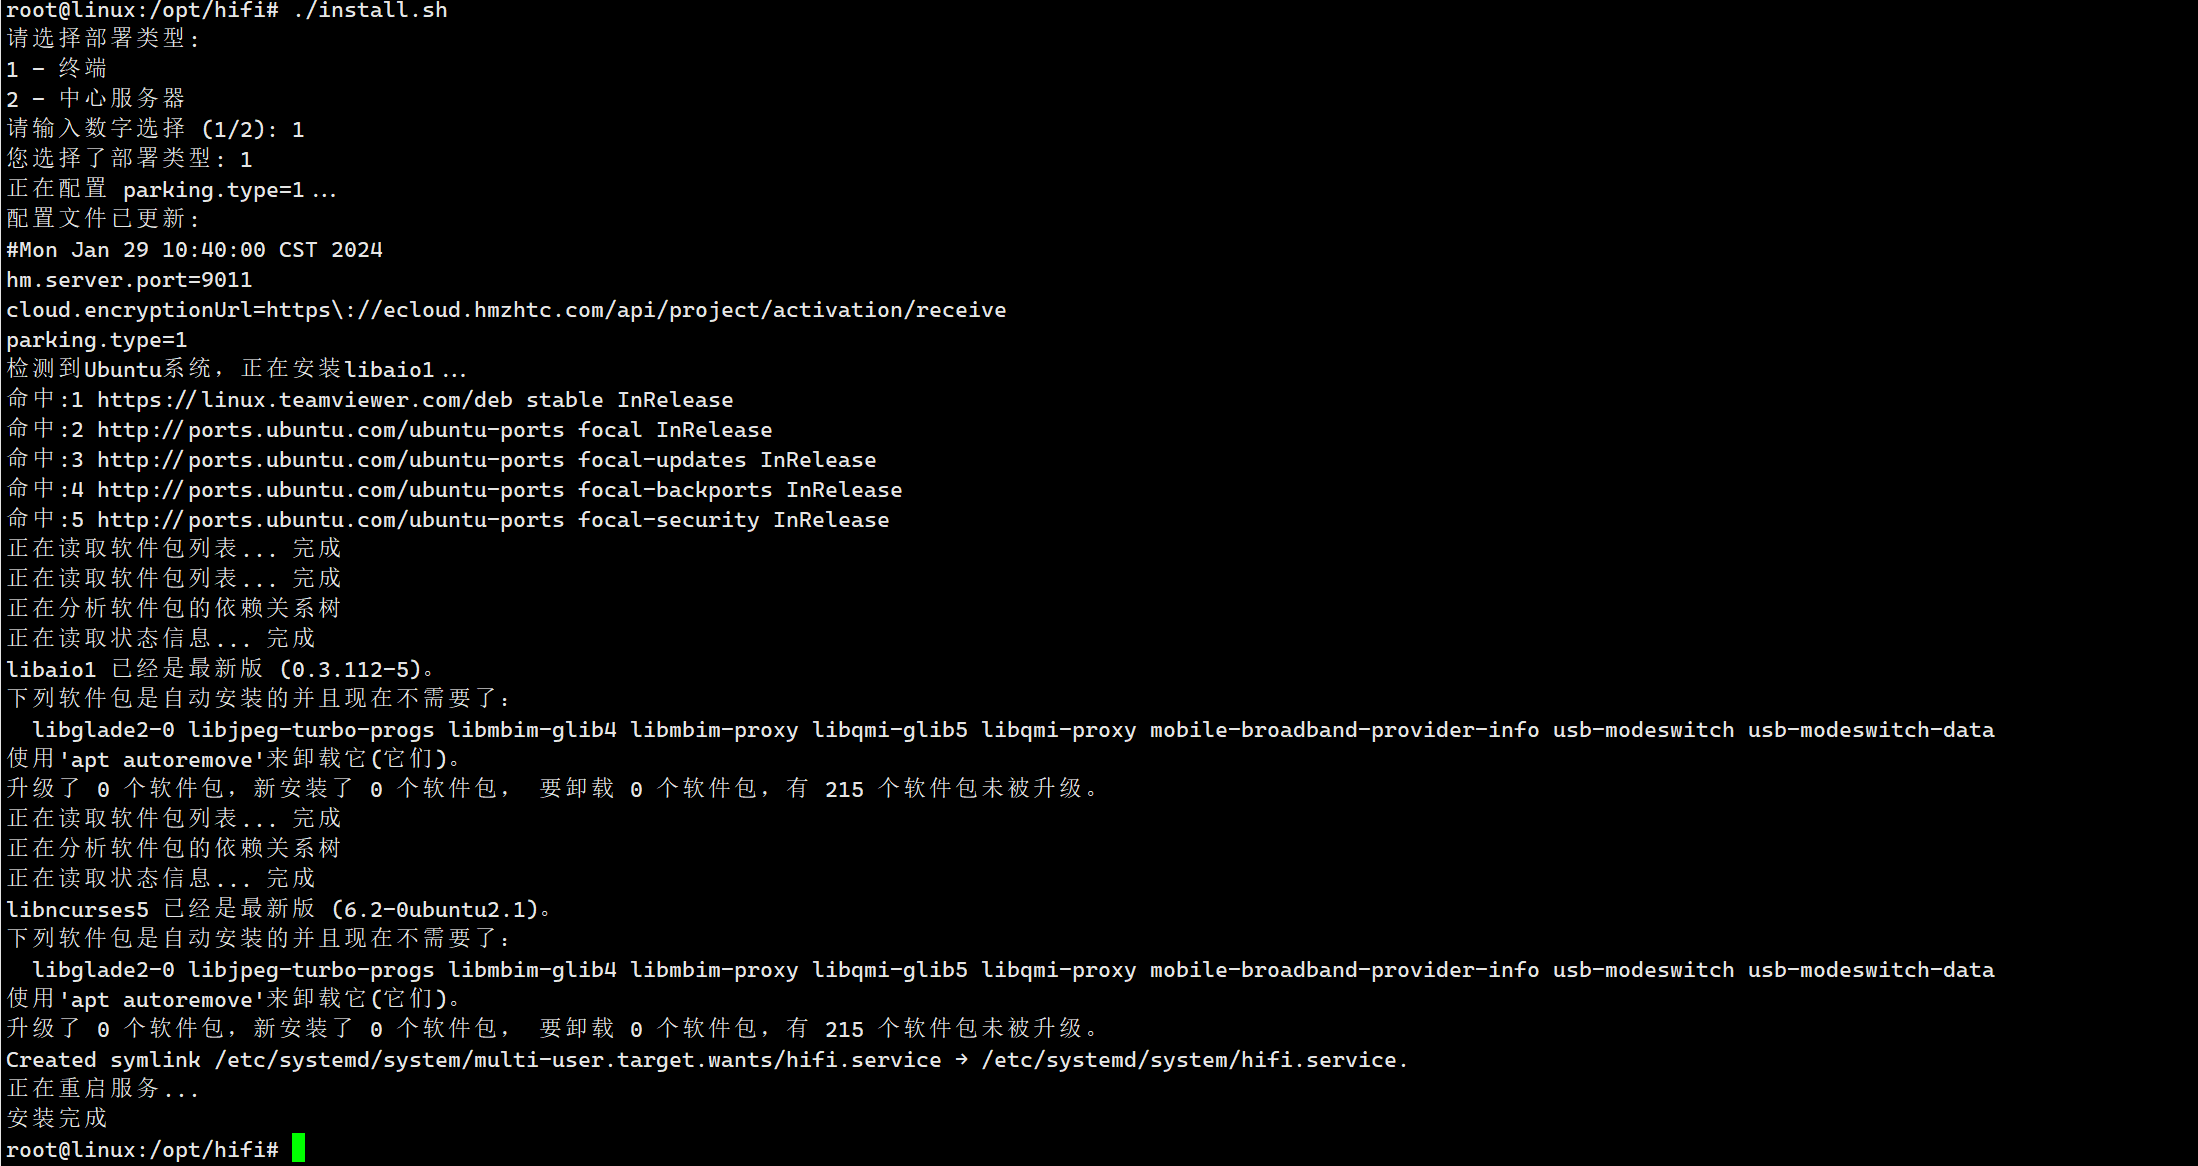 root@linux:/opt/hifi# ./install.sh
请选择部署类型:
1 - 终端
2 - 中心服务器
请输入数字选择 (1/2): 1
您选择了部署类型: 1
正在配置 parking.type=1...
配置文件已更新:
#Mon Jan 29 10:40:00 CST 2024
hm.server.port=9011
cloud.encryptionUrl=https\://ecloud.hmzhtc.com/api/project/activation/receive
parking.type=1
检测到Ubuntu系统，正在安装libaio1...
命中:1 https://linux.teamviewer.com/deb stable InRelease
命中:2 http://ports.ubuntu.com/ubuntu-ports focal InRelease
命中:3 http://ports.ubuntu.com/ubuntu-ports focal-updates InRelease
命中:4 http://ports.ubuntu.com/ubuntu-ports focal-backports InRelease
命中:5 http://ports.ubuntu.com/ubuntu-ports focal-security InRelease
正在读取软件包列表... 完成
正在读取软件包列表... 完成
正在分析软件包的依赖关系树
正在读取状态信息... 完成
libaio1 已经是最新版 (0.3.112-5)。
下列软件包是自动安装的并且现在不需要了：
  libglade2-0 libjpeg-turbo-progs libmbim-glib4 libmbim-proxy libqmi-glib5 libqmi-proxy mobile-broadband-provider-info usb-modeswitch usb-modeswitch-data
使用'apt autoremove'来卸载它(它们)。
升级了 0 个软件包，新安装了 0 个软件包， 要卸载 0 个软件包，有 215 个软件包未被升级。
正在读取软件包列表... 完成
正在分析软件包的依赖关系树
正在读取状态信息... 完成
libncurses5 已经是最新版 (6.2-0ubuntu2.1)。
下列软件包是自动安装的并且现在不需要了：
  libglade2-0 libjpeg-turbo-progs libmbim-glib4 libmbim-proxy libqmi-glib5 libqmi-proxy mobile-broadband-provider-info usb-modeswitch usb-modeswitch-data
使用'apt autoremove'来卸载它(它们)。
升级了 0 个软件包，新安装了 0 个软件包， 要卸载 0 个软件包，有 215 个软件包未被升级。
Created symlink /etc/systemd/system/multi-user.target.wants/hifi.service → /etc/systemd/system/hifi.service.
正在重启服务...
安装完成
root@linux:/opt/hifi#